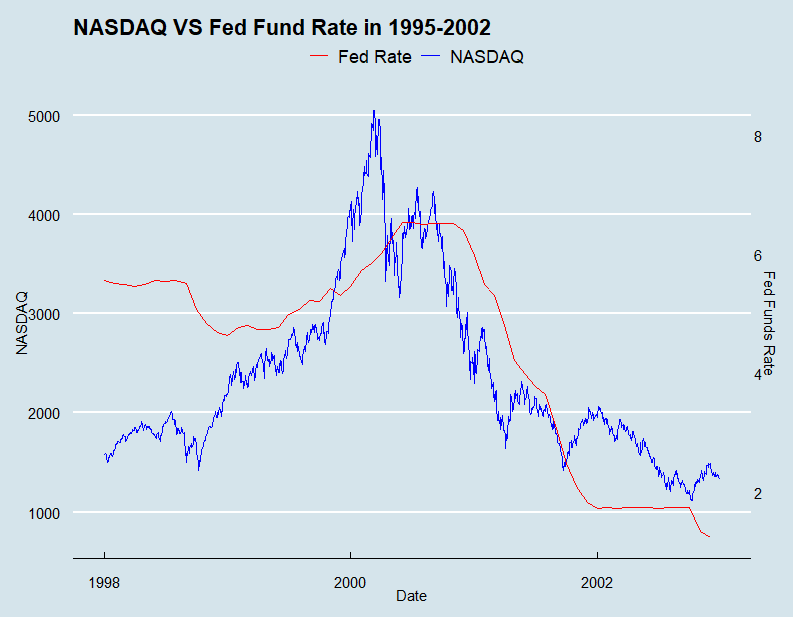 NASDAQ VS Fed Fund Rate in 1995-2002
Fed Rate NASDAQ
5000
8
4000
6
3000
NASDAQ
Fed Funds Rate
4
2000
2
1000
1998 2000 2002
Date